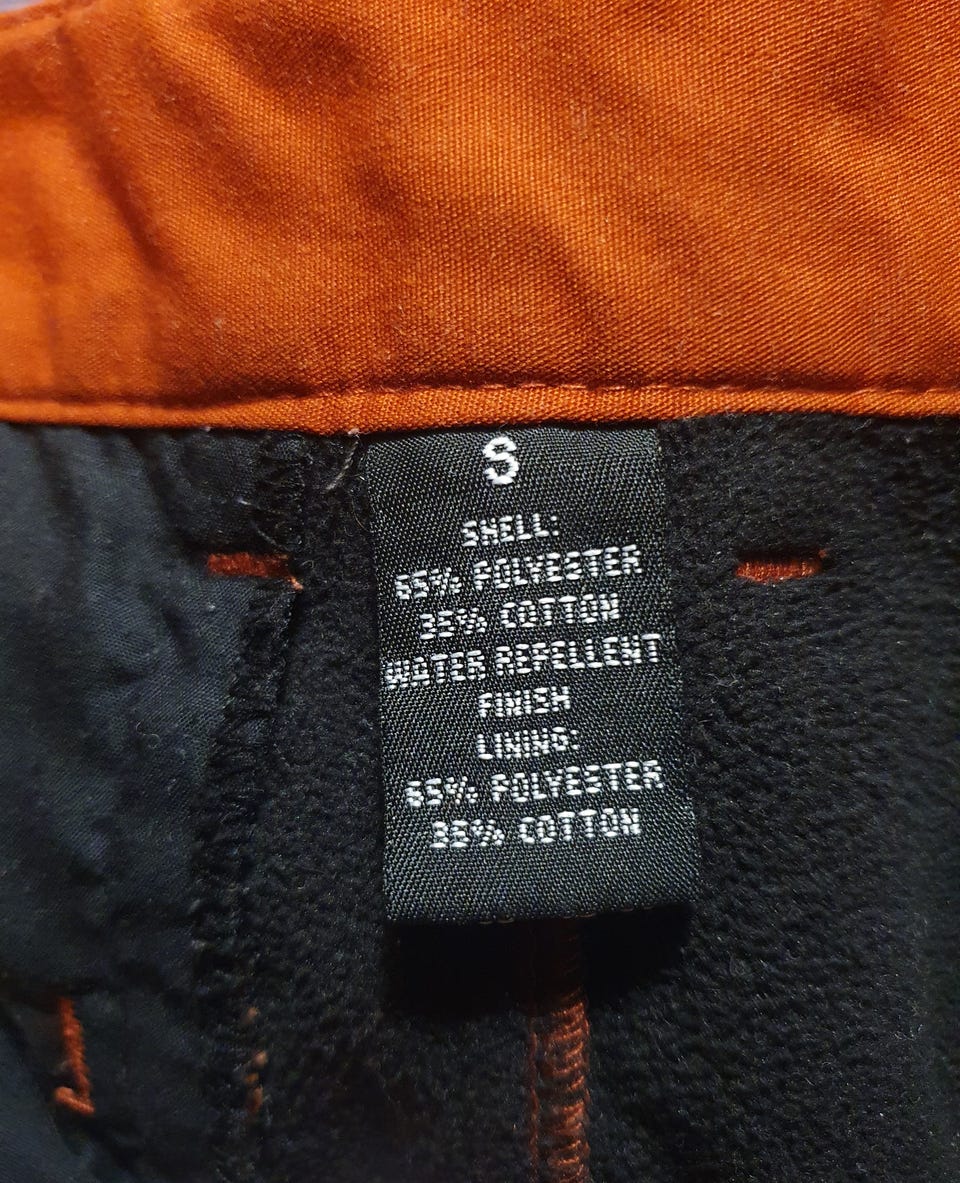 S
SHELL:
65% POLYESTER
35% COTTON
WATER REPELLENT
FINISH
LINING:
65% POLYESTER
35% COTTON